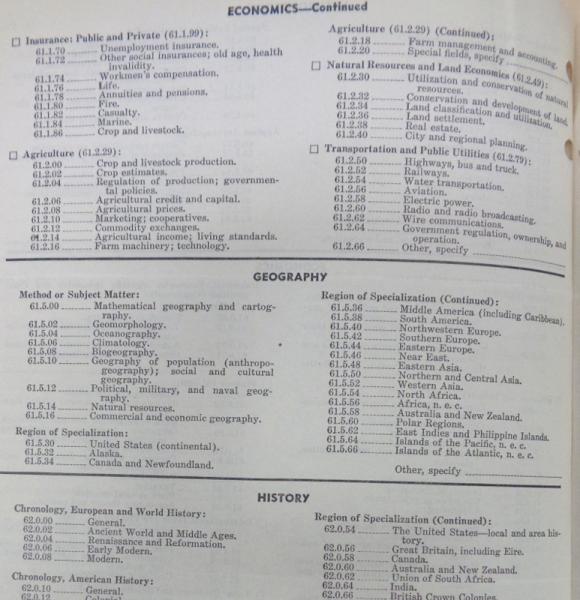 ECONOMICS—Continued
☐ Insurance: Public and Private (61.1.99):
61.1.70 ........ Unemployment insurance.
61.1.72 ........ Other social insurances; old age, health
invalidity.
61.1.74 ........ Workmen's compensation.
61.1.76 ........ Life.
61.1.78 ........ Annuities and pensions.
61.1.80 ........ Fire.
61.1.82 ........ Casualty.
61.1.84 ........ Marine.
61.1.86 ........ Crop and livestock.
☐ Agriculture (61.2.29):
61.2.00 ........ Crop and livestock production.
61.2.02 ........ Crop estimates.
61.2.04 ........ Regulation of production; governmen-
tal policies.
61.2.06 ........ Agricultural credit and capital.
61.2.08 ........ Agricultural prices.
61.2.10 ........ Marketing; cooperatives.
61.2.12 ........ Commodity exchanges.
61.2.14 ........ Agricultural income; living standards.
61.2.16 ........ Farm machinery; technology.
Agriculture (61.2.29) (Continued):
61.2.18 ........ Farm management and accounting.
61.2.20 ........ Special fields, specify ........
☐ Natural Resources and Land Economics (61.2.49):
61.2.30 ........ Utilization and conservation of natural
resources.
61.2.32 ........ Conservation and development of land.
61.2.34 ........ Land classification and utilization.
61.2.36 ........ Land settlement.
61.2.38 ........ Real estate.
61.2.40 ........ City and regional planning.
☐ Transportation and Public Utilities (61.2.79):
61.2.50 ........ Highways, bus and truck.
61.2.52 ........ Railways.
61.2.54 ........ Water transportation.
61.2.56 ........ Aviation.
61.2.58 ........ Electric power.
61.2.60 ........ Radio and radio broadcasting.
61.2.62 ........ Wire communications.
61.2.64 ........ Government regulation, ownership, and
operation.
61.2.66 ........ Other, specify ........
GEOGRAPHY
Method or Subject Matter:
61.5.00 ........ Mathematical geography and cartog-
raphy.
61.5.02 ........ Geomorphology.
61.5.04 ........ Oceanography.
61.5.06 ........ Climatology.
61.5.08 ........ Biogeography.
61.5.10 ........ Geography of population (anthropo-
geography); social and cultural
geography.
61.5.12 ........ Political, military, and naval geog-
raphy.
61.5.14 ........ Natural resources.
61.5.16 ........ Commercial and economic geography.
Region of Specialization:
61.5.30 ........ United States (continental).
61.5.32 ........ Alaska.
61.5.34 ........ Canada and Newfoundland.
Region of Specialization (Continued):
61.5.36 ........ Middle America (including Caribbean).
61.5.38 ........ South America.
61.5.40 ........ Northwestern Europe.
61.5.42 ........ Southern Europe.
61.5.44 ........ Eastern Europe.
61.5.46 ........ Near East.
61.5.48 ........ Eastern Asia.
61.5.50 ........ Northern and Central Asia.
61.5.52 ........ Western Asia.
61.5.54 ........ North Africa.
61.5.56 ........ Africa, n. e. c.
61.5.58 ........ Australia and New Zealand.
61.5.60 ........ Polar Regions.
61.5.62 ........ East Indies and Philippine Islands.
61.5.64 ........ Islands of the Pacific, n. e. c.
61.5.66 ........ Islands of the Atlantic, n. e. c.
Other, specify ........
HISTORY
Chronology, European and World History:
62.0.00 ........ General.
62.0.02 ........ Ancient World and Middle Ages.
62.0.04 ........ Renaissance and Reformation.
62.0.06 ........ Early Modern.
62.0.08 ........ Modern.
Chronology, American History:
62.0.10 ........ General.
62.0.12 ........ Colonial.
Region of Specialization (Continued):
62.0.54 ........ The United States—local and area his-
tory.
62.0.56 ........ Great Britain, including Eire.
62.0.58 ........ Canada.
62.0.60 ........ Australia and New Zealand.
62.0.62 ........ Union of South Africa.
62.0.64 ........ India.
62.0.66 ........ British Crown Colonies.